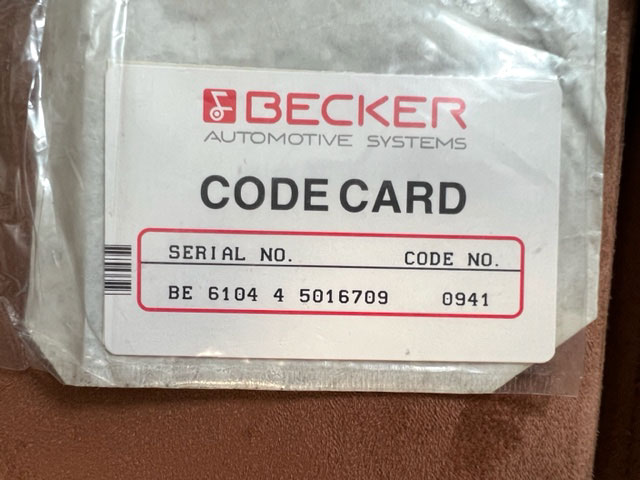 BECKER
AUTOMOTIVE SYSTEMS
CODE CARD
SERIAL NO. CODE NO.
BE 6104 4 5016709 0941